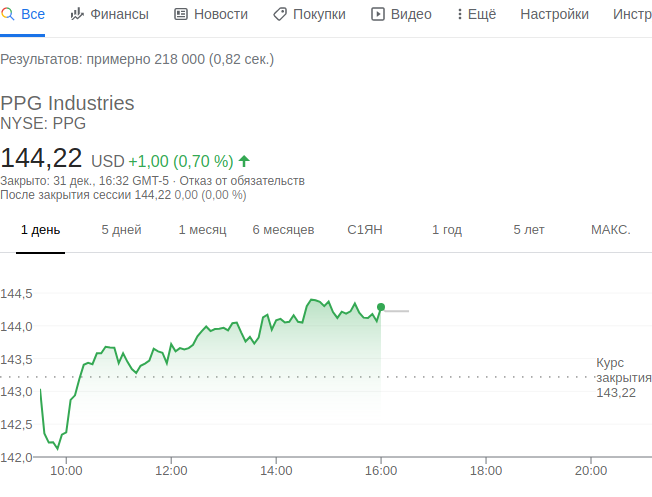 Все Финансы Новости Покупки Видео Ещё Настройки Инстр
Результатов: примерно 218 000 (0,82 сек.)
PPG Industries
NYSE: PPG
144,22 USD +1,00 (0,70 %)
Закрыто: 31 дек., 16:32 GMT-5 · Отказ от обязательств
После закрытия сессии 144,22 0,00 (0,00 %)
1 день 5 дней 1 месяц 6 месяцев С1ЯН 1 год 5 лет МАКС.
144,5
144,0
143,5
143,0
142,5
142,0
Курс
закрытия
143,22
10:00 12:00 14:00 16:00 18:00 20:00